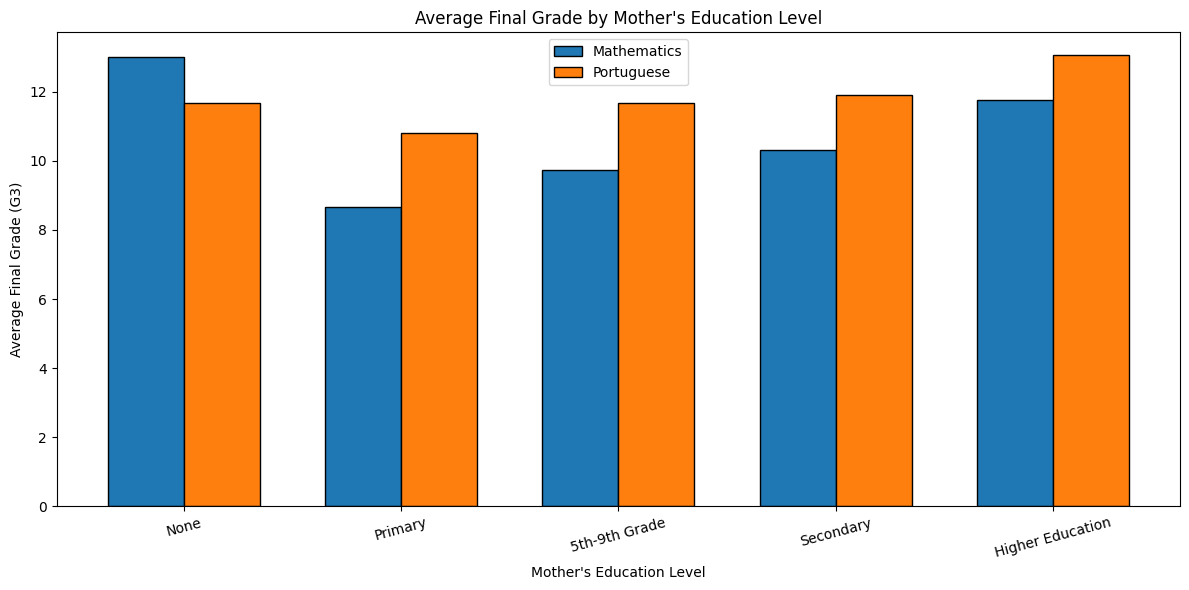 Average Final Grade by Mother's Education Level
Mathematics
Portuguese
Average Final Grade (G3)
12
10
8
6
4
2
0
None
Primary
5th-9th Grade
Secondary
Higher Education
Mother's Education Level